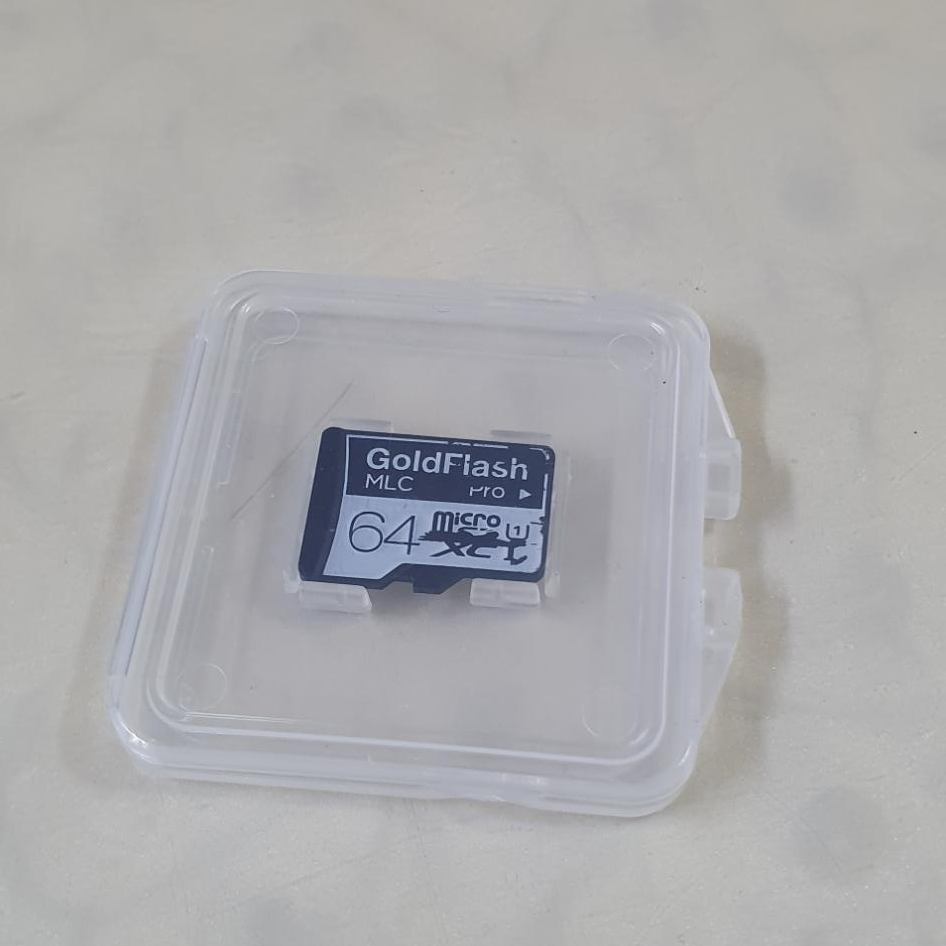 GoldFlash
MLC Pro
64 micro
XC 1